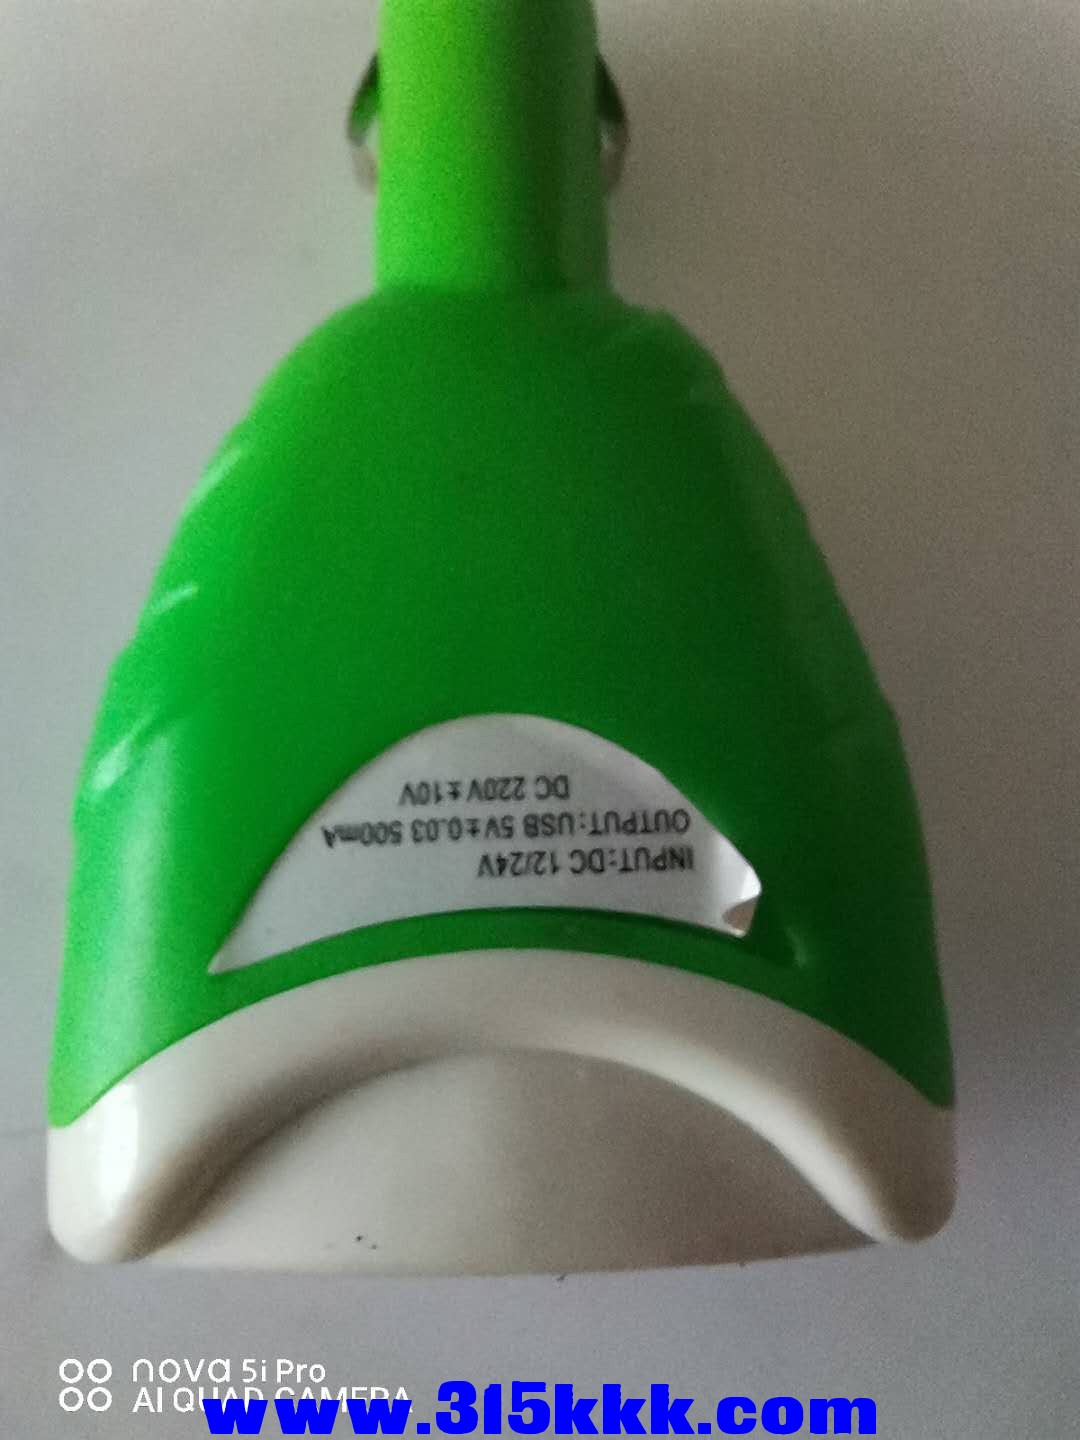 INPUT:DC 12/24V
OUTPUT:USB 5V±0.03 500mA
DC 220V±10V
nova 5i Pro
AI QUAD CAMERA
www.315kkk.com